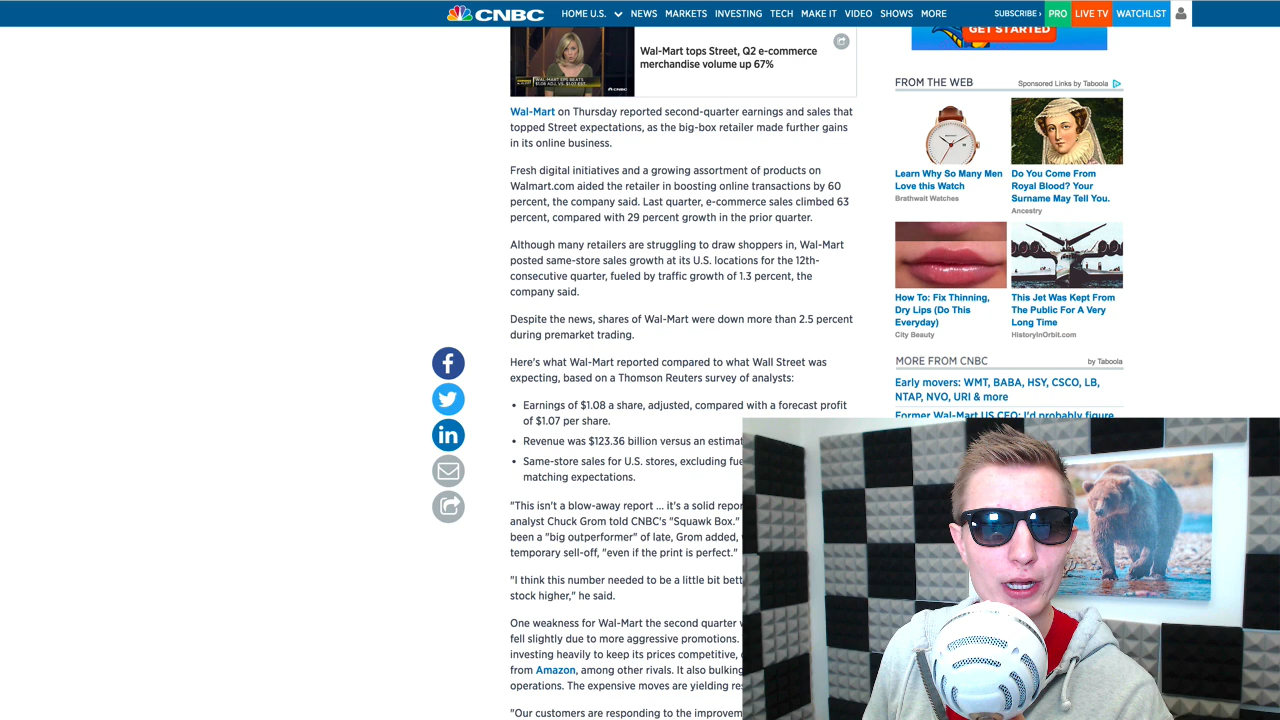 CNBC
HOME U.S.
NEWS
MARKETS
INVESTING
TECH
MAKE IT
VIDEO
SHOWS
MORE
SUBSCRIBE ›
PRO
LIVE TV
WATCHLIST
Wal-Mart tops Street, Q2 e-commerce
merchandise volume up 67%
CNBC
Wal-Mart on Thursday reported second-quarter earnings and sales that
topped Street expectations, as the big-box retailer made further gains
in its online business.
Fresh digital initiatives and a growing assortment of products on
Walmart.com aided the retailer in boosting online transactions by 60
percent, the company said. Last quarter, e-commerce sales climbed 63
percent, compared with 29 percent growth in the prior quarter.
Although many retailers are struggling to draw shoppers in, Wal-Mart
posted same-store sales growth at its U.S. locations for the 12th-
consecutive quarter, fueled by traffic growth of 1.3 percent, the
company said.
Despite the news, shares of Wal-Mart were down more than 2.5 percent
during premarket trading.
Here's what Wal-Mart reported compared to what Wall Street was
expecting, based on a Thomson Reuters survey of analysts:
• Earnings of $1.08 a share, adjusted, compared with a forecast profit
of $1.07 per share.
• Revenue was $123.36 billion versus an estimat
• Same-store sales for U.S. stores, excluding fue
matching expectations.
"This isn't a blow-away report ... it's a solid repor
analyst Chuck Grom told CNBC's "Squawk Box."
been a "big outperformer" of late, Grom added,
temporary sell-off, "even if the print is perfect."
"I think this number needed to be a little bit bett
stock higher," he said.
One weakness for Wal-Mart the second quarter w
fell slightly due to more aggressive promotions.
investing heavily to keep its prices competitive,
from Amazon, among other rivals. It also bulking
operations. The expensive moves are yielding res
"Our customers are responding to the improvem
GET STARTED
FROM THE WEB
Sponsored Links by Taboola
Learn Why So Many Men
Love this Watch
Brathwait Watches
Do You Come From
Royal Blood? Your
Surname May Tell You.
Ancestry
How To: Fix Thinning,
Dry Lips (Do This
Everyday)
City Beauty
This Jet Was Kept From
The Public For A Very
Long Time
HistoryInOrbit.com
MORE FROM CNBC
by Taboola
Early movers: WMT, BABA, HSY, CSCO, LB,
NTAP, NVO, URI & more
Former Wal-Mart US CEO: I'd probably figure